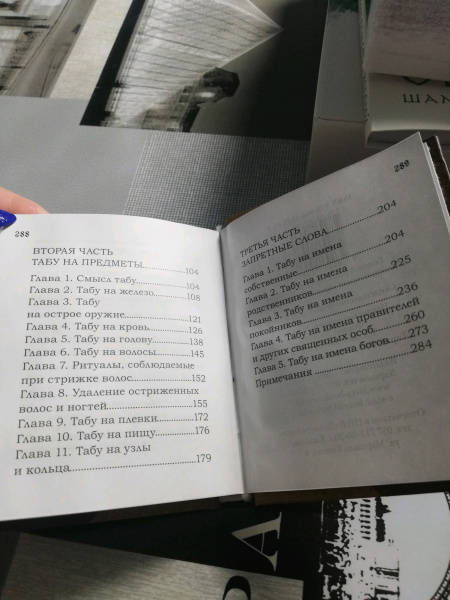 288
ВТОРАЯ ЧАСТЬ
ТАБУ НА ПРЕДМЕТЫ..............104
Глава 1. Смысл табу..............104
Глава 2. Табу на железо..........108
Глава 3. Табу
на острое оружие..................121
Глава 4. Табу на кровь...........126
Глава 5. Табу на голову..........138
Глава 6. Табу на волосы.........145
Глава 7. Ритуалы, соблюдаемые
при стрижке волос................152
Глава 8. Удаление остриженных
волос и ногтей......................155
Глава 9. Табу на плевки.........172
Глава 10. Табу на пищу..........176
Глава 11. Табу на узлы
и кольца..............................179
289
ТРЕТЬЯ ЧАСТЬ
ЗАПРЕТНЫЕ СЛОВА..............204
Глава 1. Табу на имена
собственные.........................204
Глава 2. Табу на имена
родственников......................225
Глава 3. Табу на имена
покойников..........................236
Глава 4. Табу на имена правителей
и других священных особ.......260
Глава 5. Табу на имена богов....273
Примечания.........................284
ШАМ
А